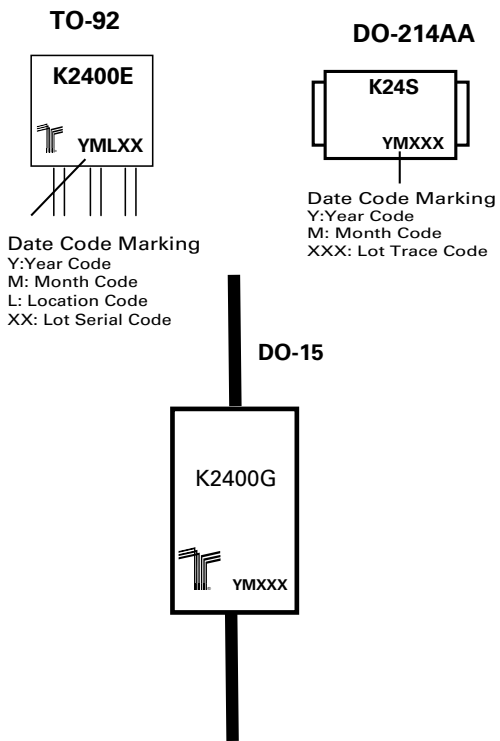 TO-92
K2400E
YMLXX
Date Code Marking
Y:Year Code
M: Month Code
L: Location Code
XX: Lot Serial Code
DO-214AA
K24S
YMXXX
Date Code Marking
Y:Year Code
M: Month Code
XXX: Lot Trace Code
DO-15
K2400G
YMXXX